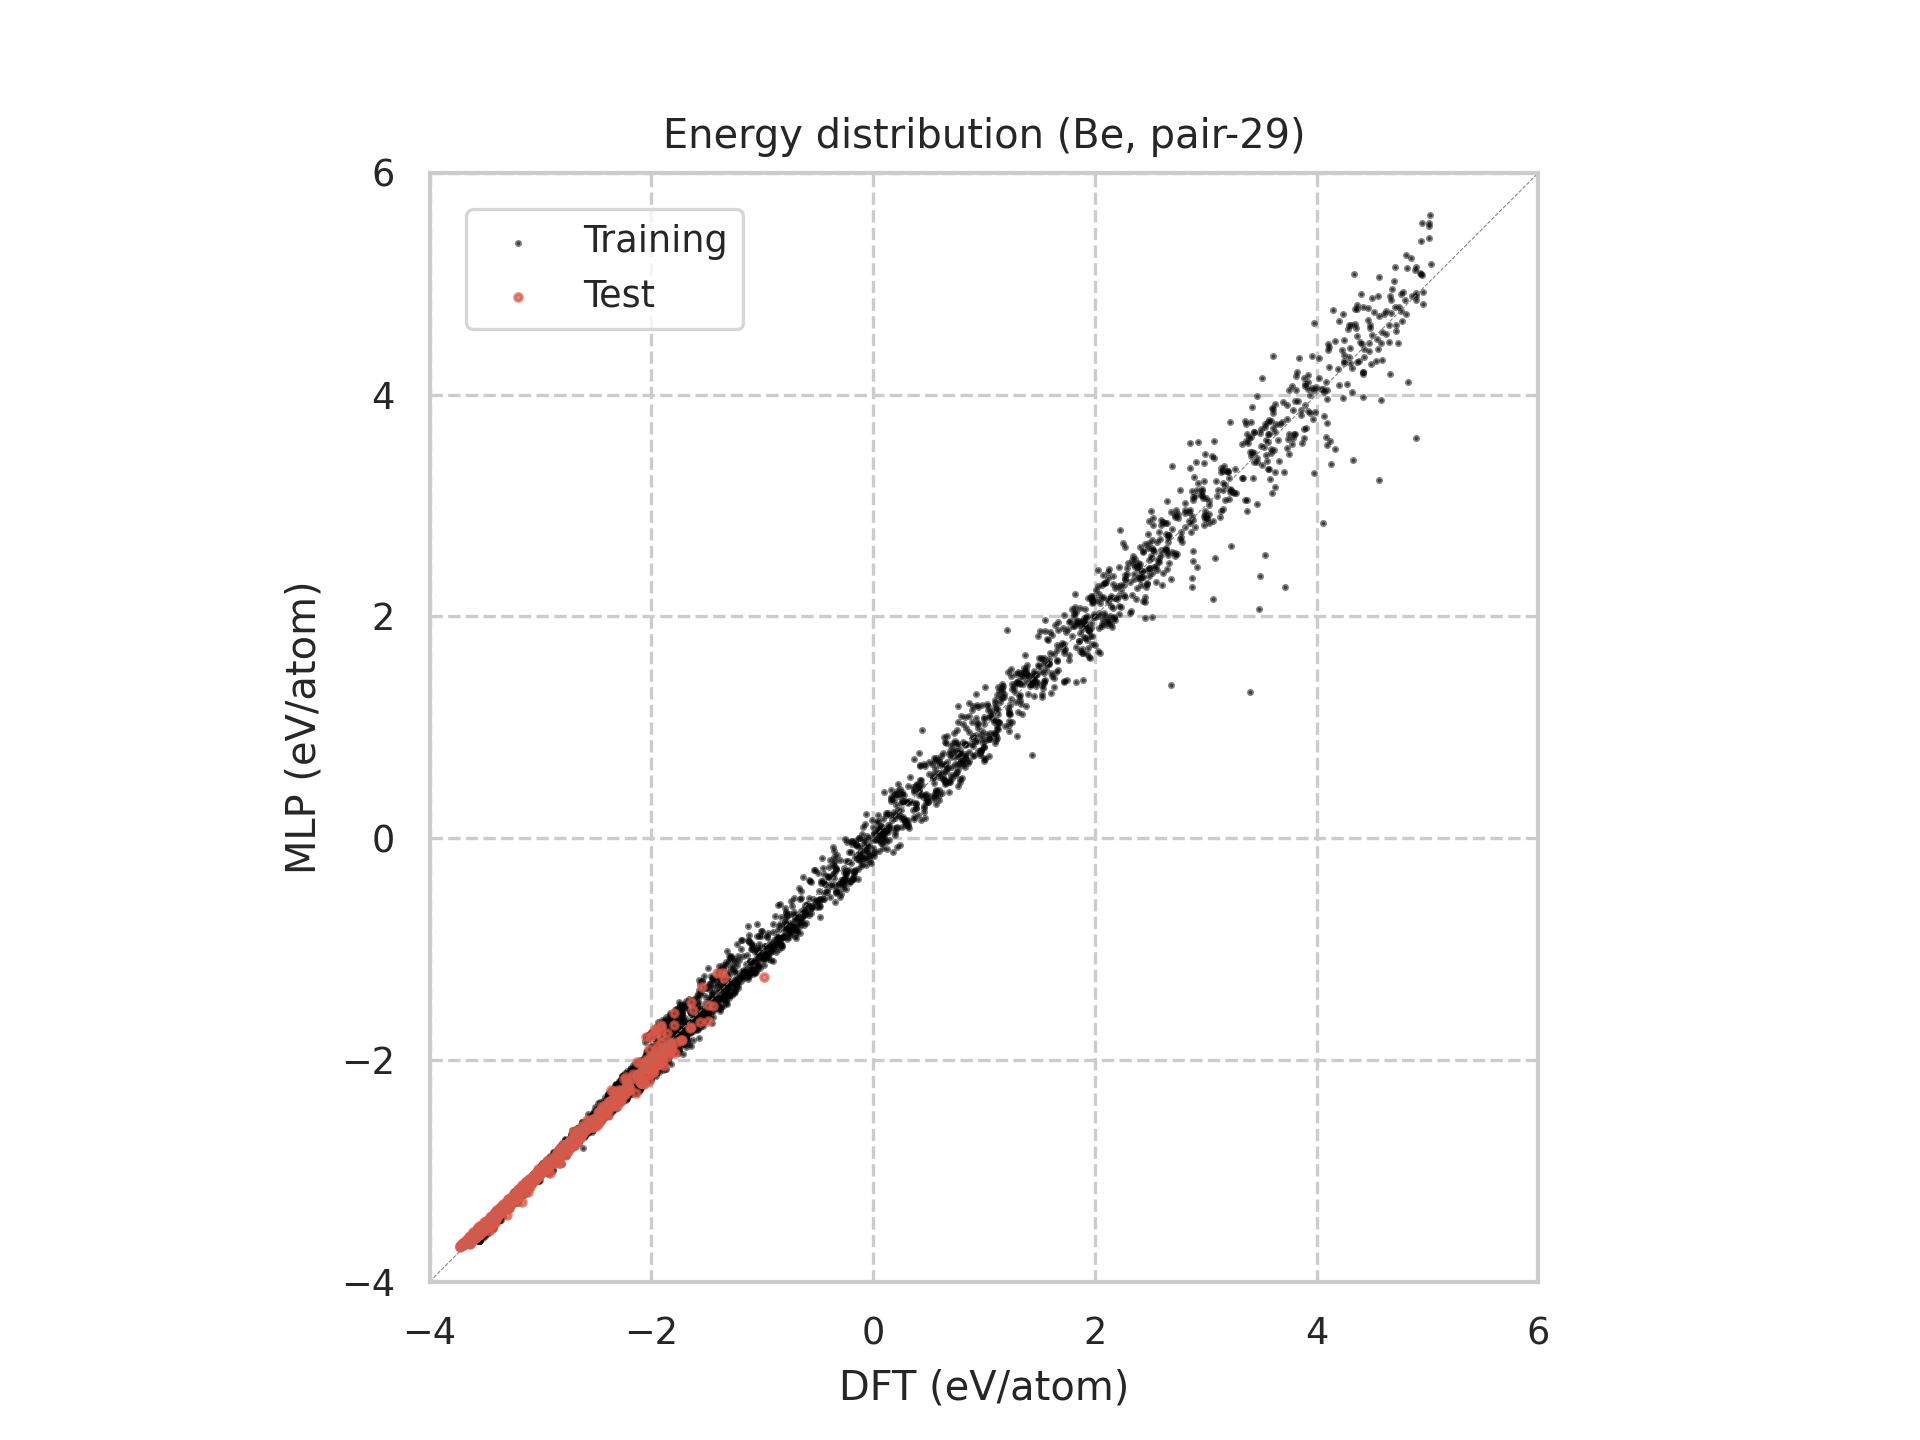 Energy distribution (Be, pair-29)
Training
Test
6
4
2
0
−2
−4
MLP (eV/atom)
−4
−2
0
2
4
6
DFT (eV/atom)